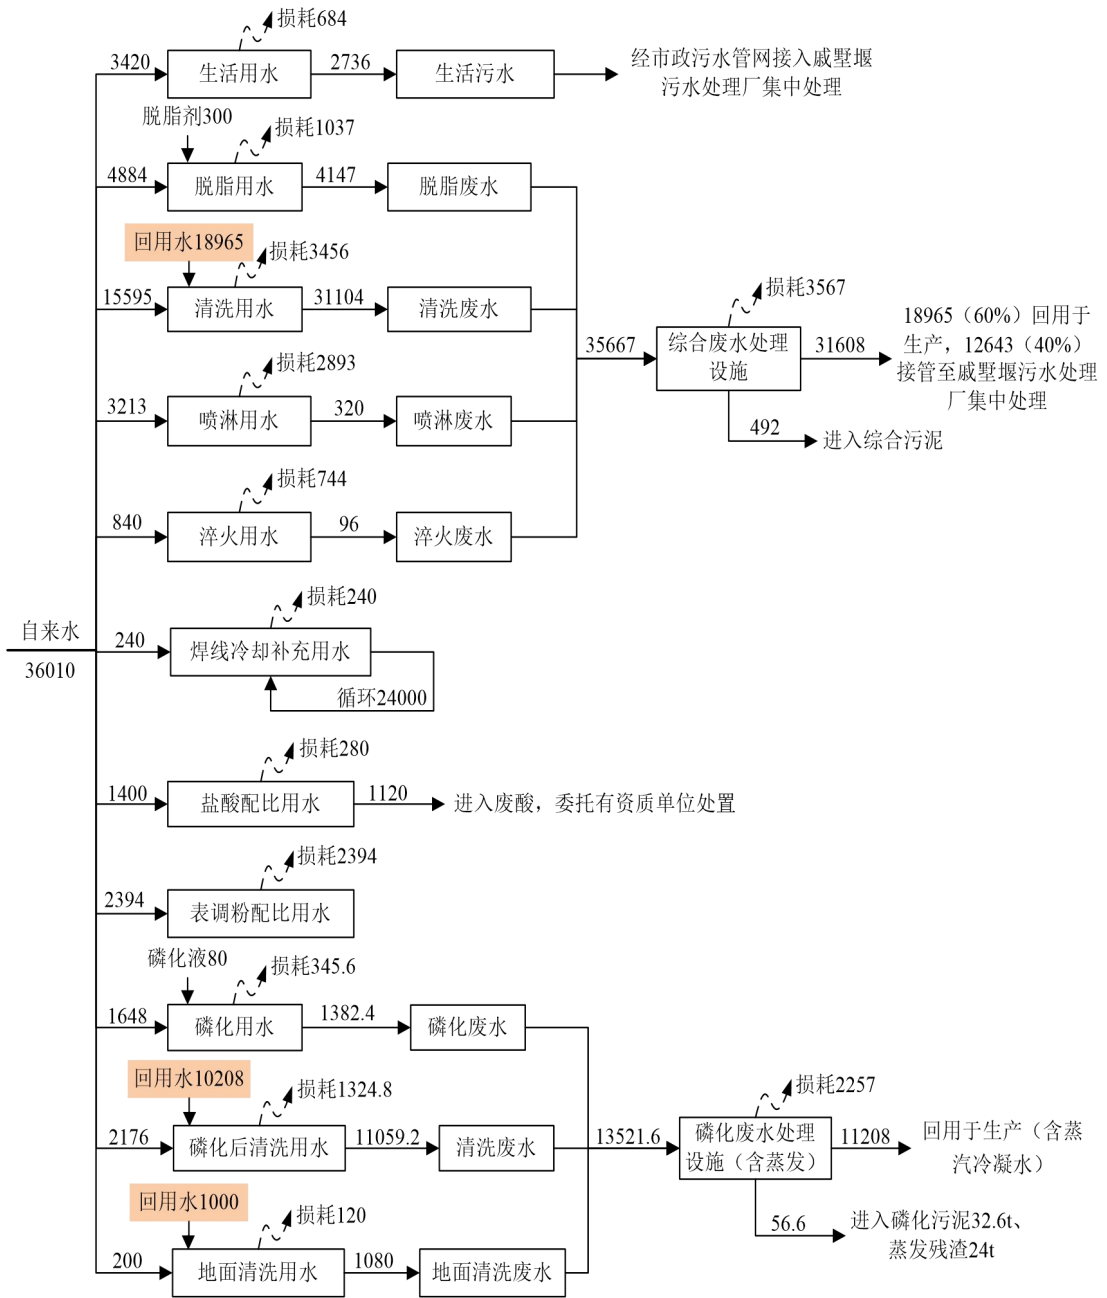 损耗684
3420
生活用水
2736
生活污水
经市政污水管网接入戚墅堰
污水处理厂集中处理
脱脂剂300
损耗1037
4884
脱脂用水
4147
脱脂废水
回用水18965
损耗3456
15595
清洗用水
31104
清洗废水
损耗2893
3213
喷淋用水
320
喷淋废水
损耗744
840
淬火用水
96
淬火废水
35667
综合废水处理
设施
损耗3567
31608
18965（60%）回用于
生产，12643（40%）
接管至戚墅堰污水处理
厂集中处理
492
进入综合污泥
自来水
36010
损耗240
240
焊线冷却补充用水
循环24000
损耗280
1400
盐酸配比用水
1120
进入废酸，委托有资质单位处置
损耗2394
2394
表调粉配比用水
磷化液80
损耗345.6
1648
磷化用水
1382.4
磷化废水
回用水10208
损耗1324.8
2176
磷化后清洗用水
11059.2
清洗废水
回用水1000
损耗120
200
地面清洗用水
1080
地面清洗废水
13521.6
磷化废水处理
设施（含蒸发）
损耗2257
11208
回用于生产（含蒸
汽冷凝水）
56.6
进入磷化污泥32.6t、
蒸发残渣24t